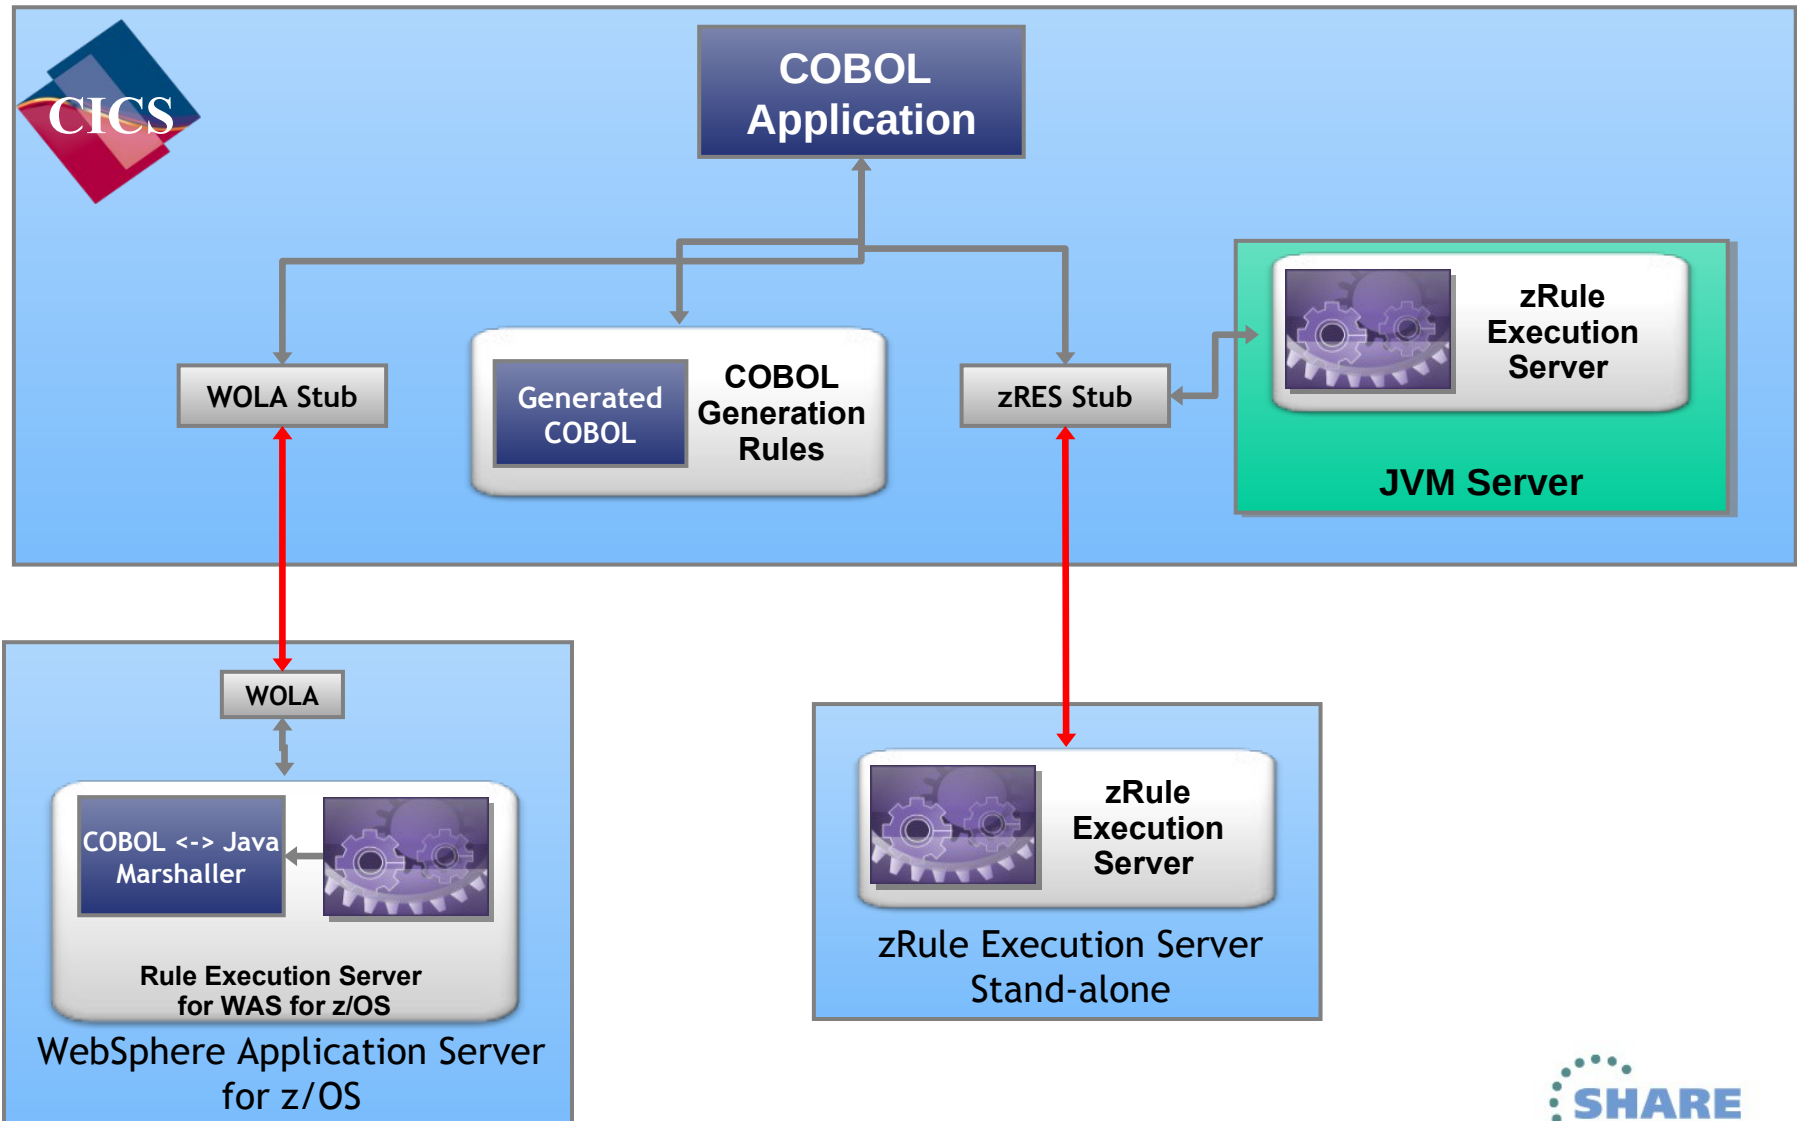 CICS
COBOL
Application
WOLA Stub
Generated
COBOL
COBOL
Generation
Rules
zRES Stub
zRule
Execution
Server
JVM Server
WOLA
COBOL <-> Java
Marshaller
Rule Execution Server
for WAS for z/OS
WebSphere Application Server
for z/OS
zRule
Execution
Server
zRule Execution Server
Stand-alone
SHARE